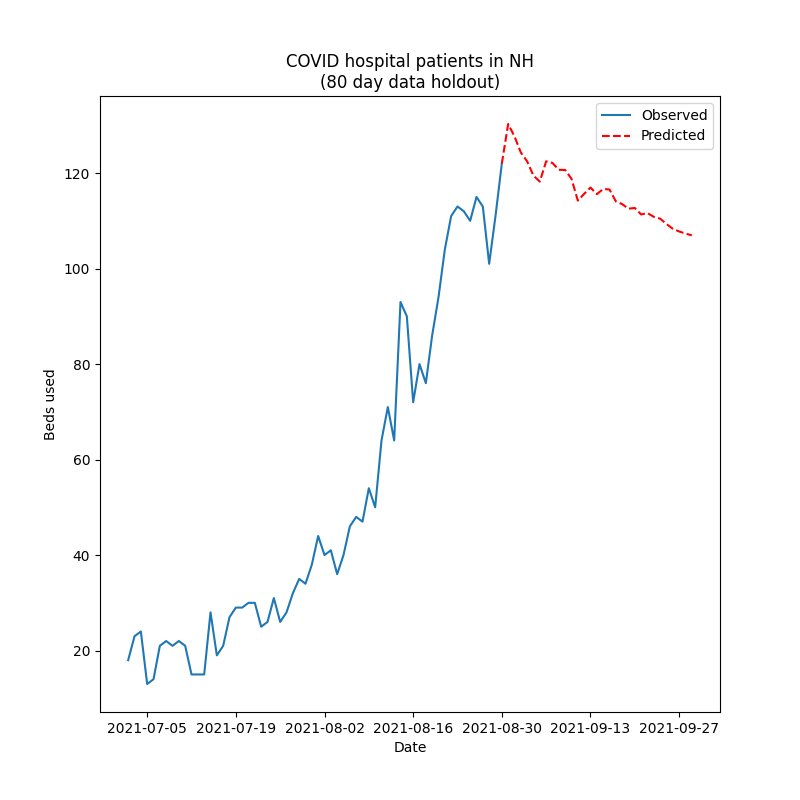 COVID hospital patients in NH
(80 day data holdout)
Observed
Predicted
120
100
80
60
40
20
Beds used
2021-07-05 2021-07-19 2021-08-02 2021-08-16 2021-08-30 2021-09-13 2021-09-27
Date